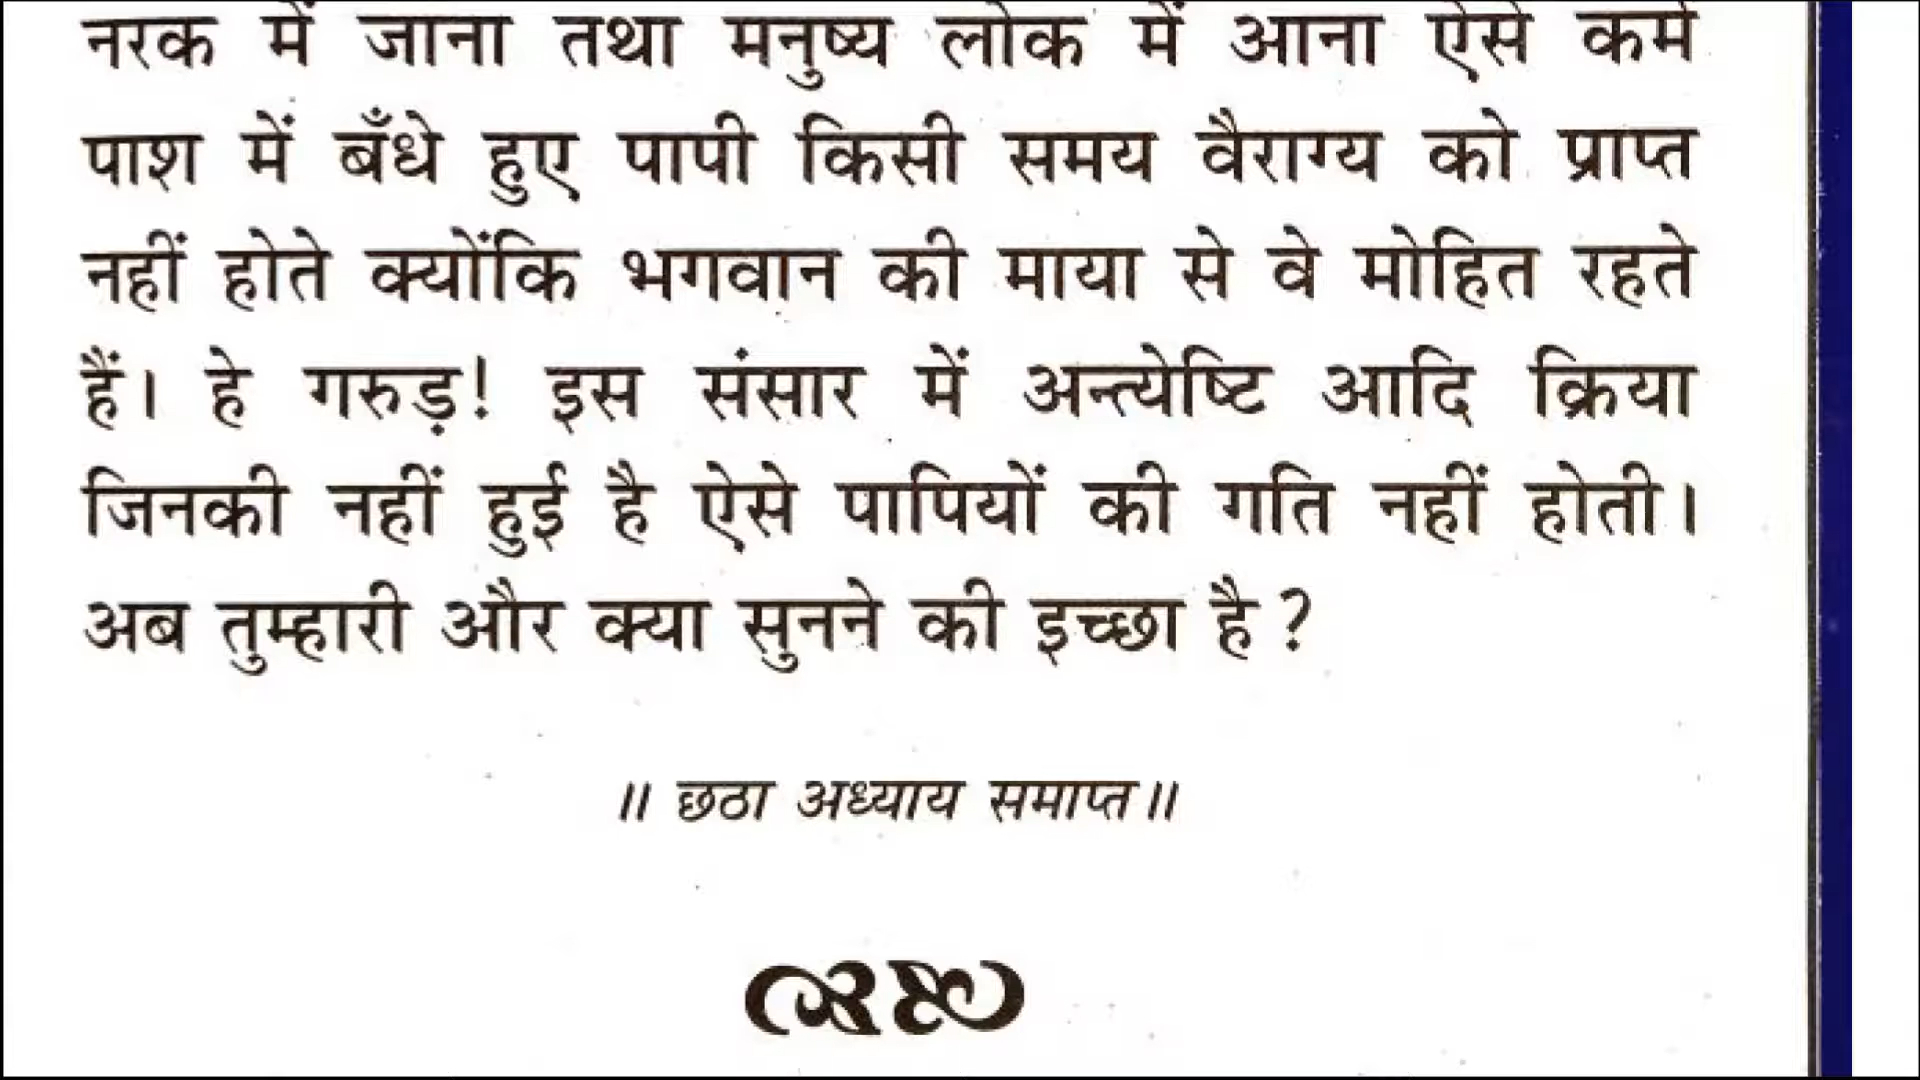 नरक में जाना तथा मनुष्य लोक में आना ऐसे कर्म
पाश में बँधे हुए पापी किसी समय वैराग्य को प्राप्त
नहीं होते क्योंकि भगवान की माया से वे मोहित रहते
हैं। हे गरुड़! इस संसार में अन्त्येष्टि आदि क्रिया
जिनकी नहीं हुई है ऐसे पापियों की गति नहीं होती।
अब तुम्हारी और क्या सुनने की इच्छा है?
॥ छठा अध्याय समाप्त॥